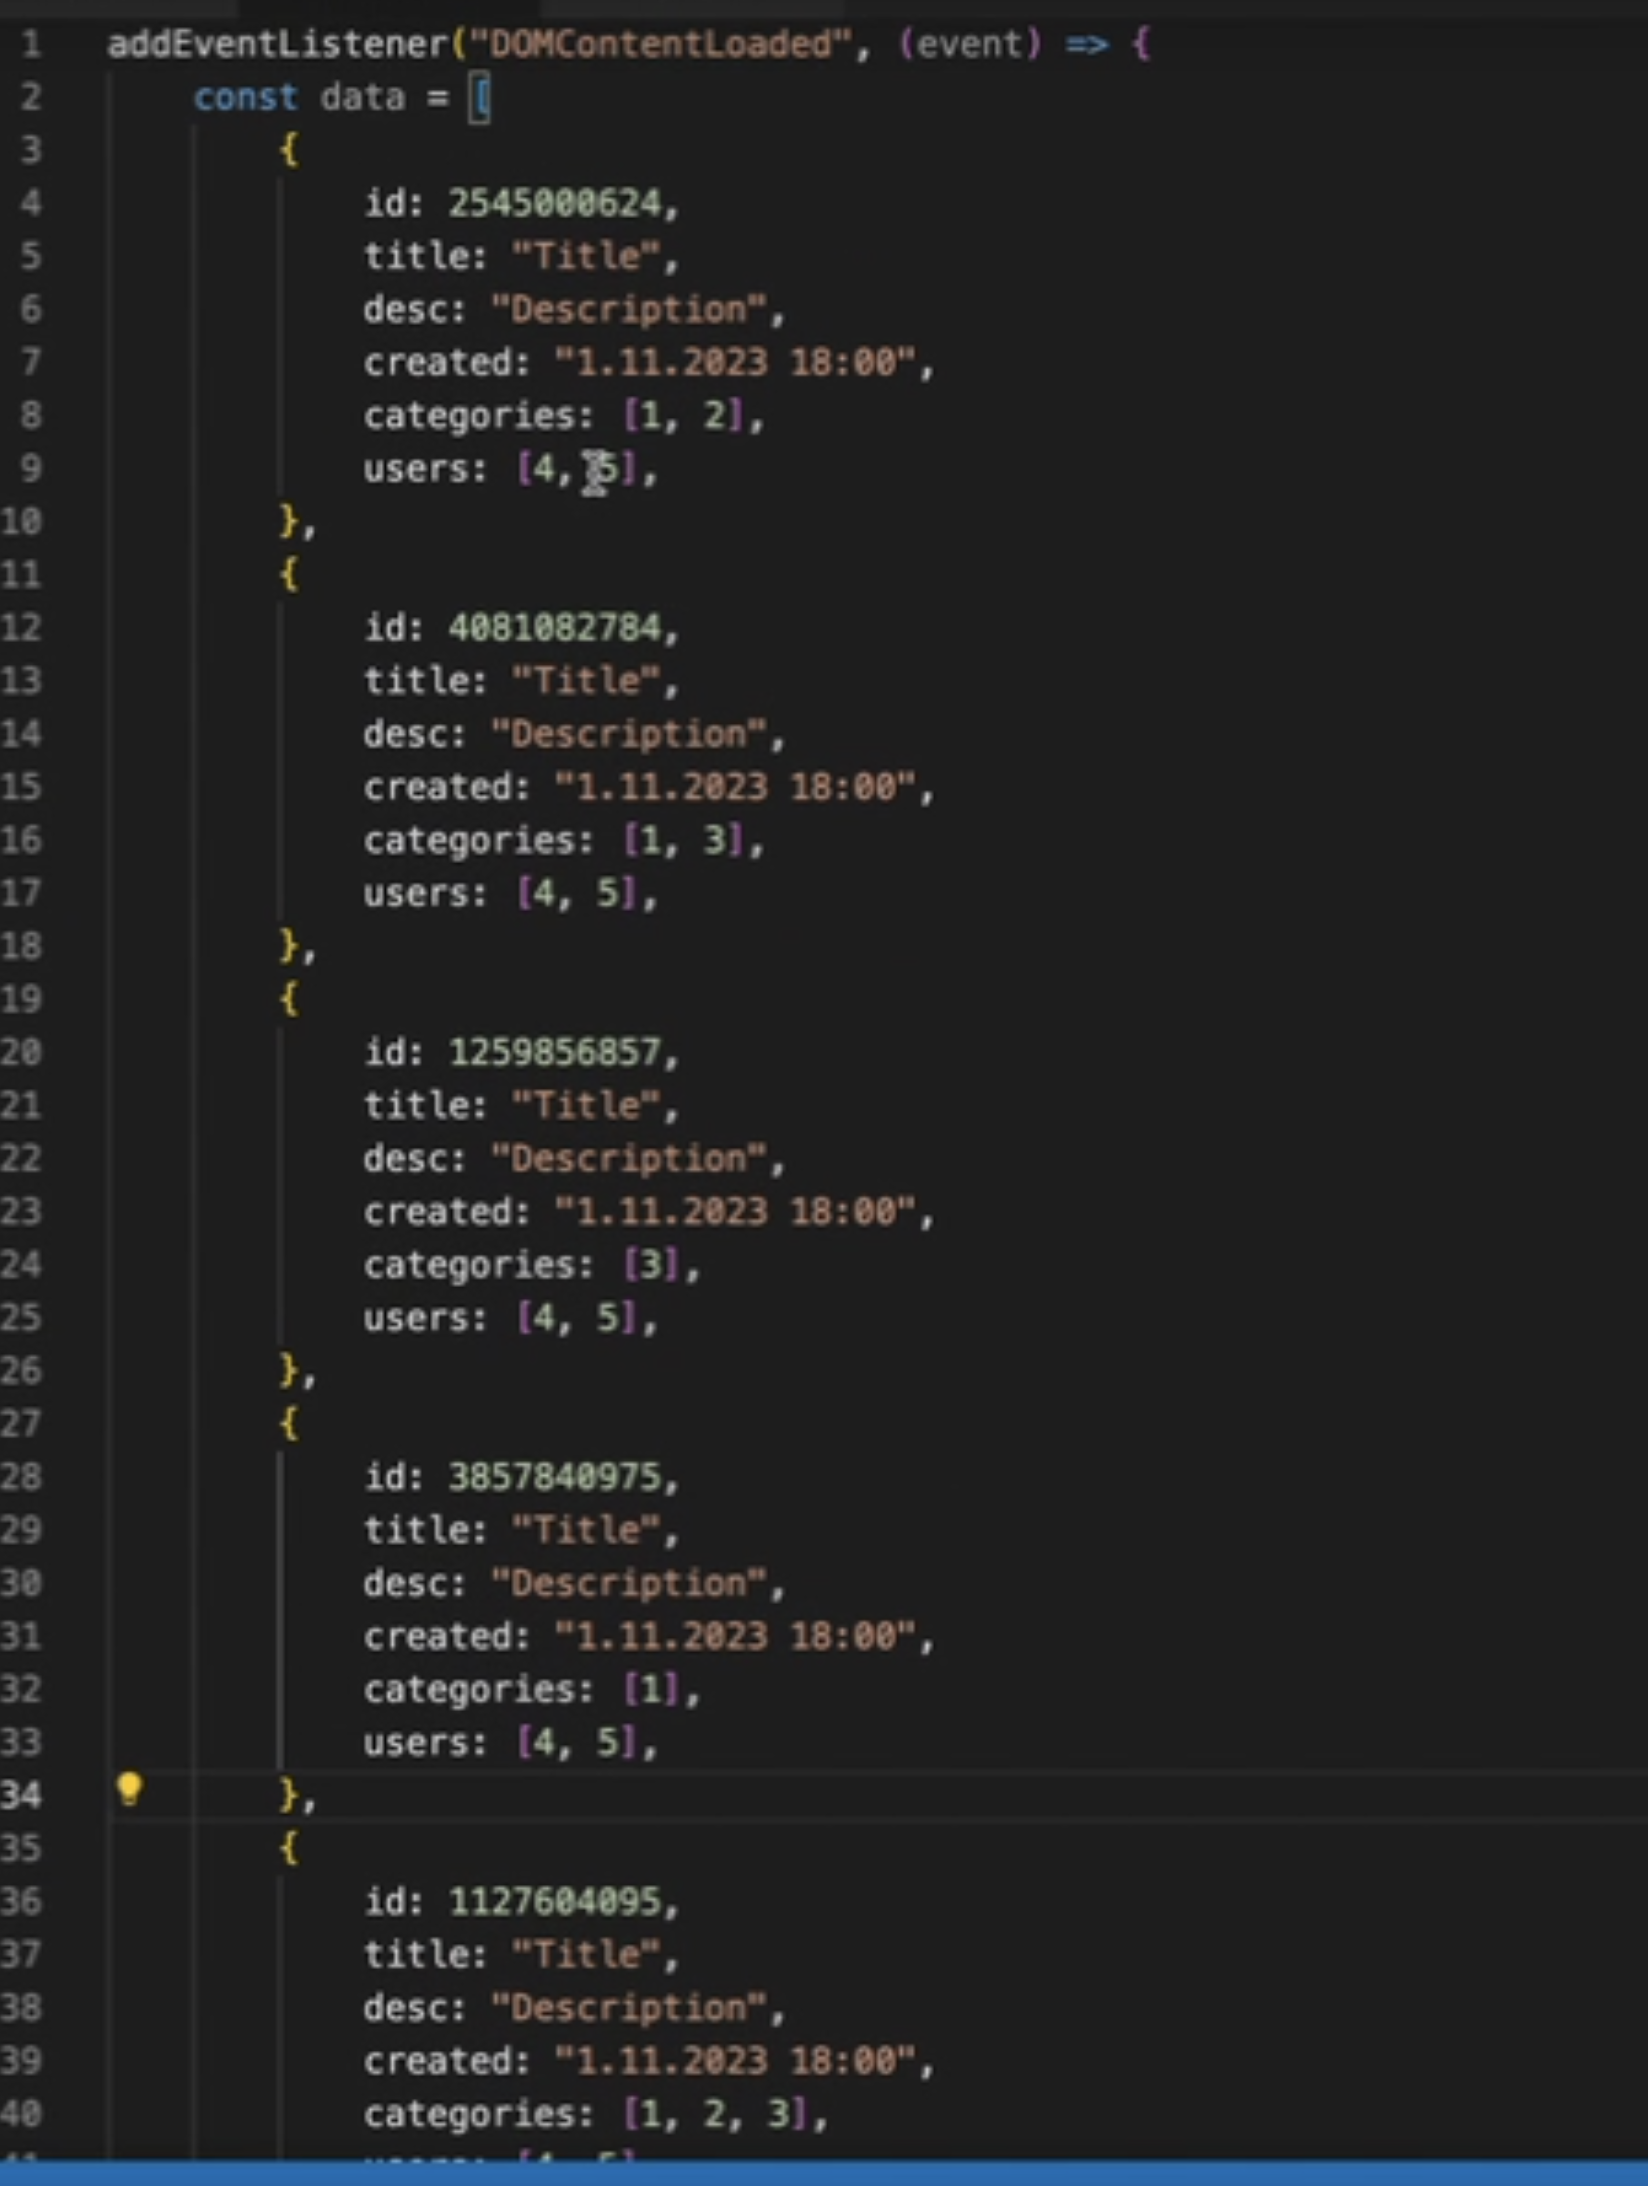 1 addEventListener("DOMContentLoaded", (event) => {
2 const data = [
3 {
4 id: 2545000624,
5 title: "Title",
6 desc: "Description",
7 created: "1.11.2023 18:00",
8 categories: [1, 2],
9 users: [4, 5],
10 },
11 {
12 id: 4081082784,
13 title: "Title",
14 desc: "Description",
15 created: "1.11.2023 18:00",
16 categories: [1, 3],
17 users: [4, 5],
18 },
19 {
20 id: 1259856857,
21 title: "Title",
22 desc: "Description",
23 created: "1.11.2023 18:00",
24 categories: [3],
25 users: [4, 5],
26 },
27 {
28 id: 3857840975,
29 title: "Title",
30 desc: "Description",
31 created: "1.11.2023 18:00",
32 categories: [1],
33 users: [4, 5],
34 },
35 {
36 id: 1127604095,
37 title: "Title",
38 desc: "Description",
39 created: "1.11.2023 18:00",
40 categories: [1, 2, 3],